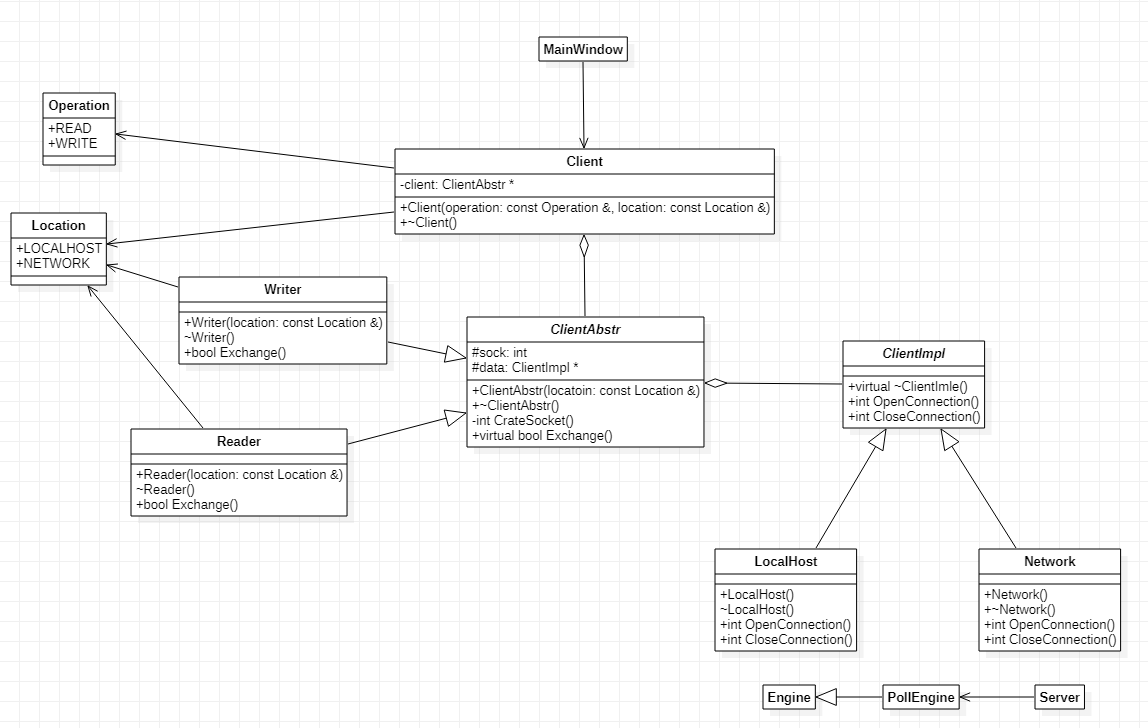 MainWindow
Operation
+READ
+WRITE
Client
-client: ClientAbstr *
+Client(operation: const Operation &, location: const Location &)
+~Client()
Location
+LOCALHOST
+NETWORK
Writer
+Writer(location: const Location &)
~Writer()
+bool Exchange()
ClientAbstr
#sock: int
#data: ClientImpl *
+ClientAbstr(locatoin: const Location &)
+~ClientAbstr()
-int CrateSocket()
+virtual bool Exchange()
ClientImpl
+virtual ~ClientImle()
+int OpenConnection()
+int CloseConnection()
Reader
+Reader(location: const Location &)
~Reader()
+bool Exchange()
LocalHost
+LocalHost()
~LocalHost()
+int OpenConnection()
+int CloseConnection()
Network
+Network()
+~Network()
+int OpenConnection()
+int CloseConnection()
Engine
PollEngine
Server